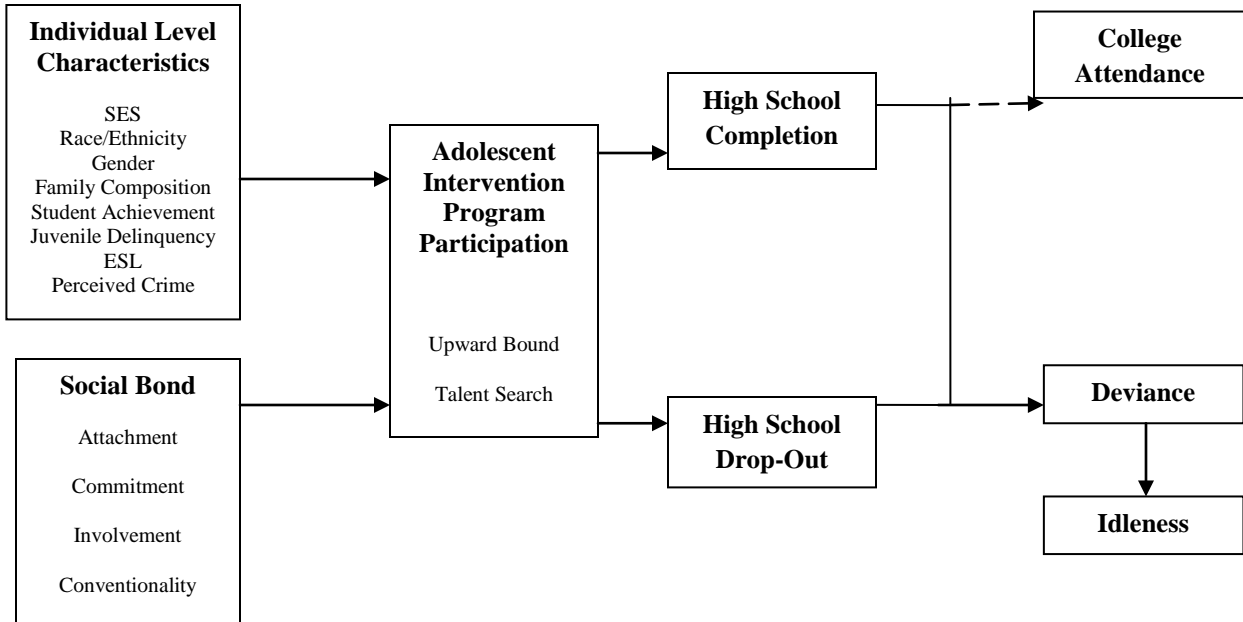 Individual Level
Characteristics
SES
Race/Ethnicity
Gender
Family Composition
Student Achievement
Juvenile Delinquency
ESL
Perceived Crime
Social Bond
Attachment
Commitment
Involvement
Conventionality
Adolescent
Intervention
Program
Participation
Upward Bound
Talent Search
High School
Completion
High School
Drop-Out
College
Attendance
Deviance
Idleness